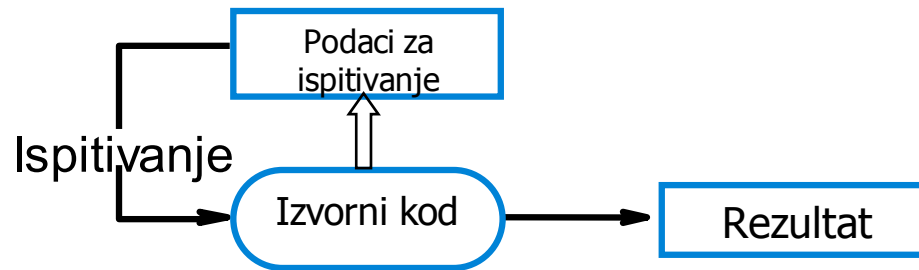 Podaci za
ispitivanje
Ispitivanje
Izvorni kod
Rezultat